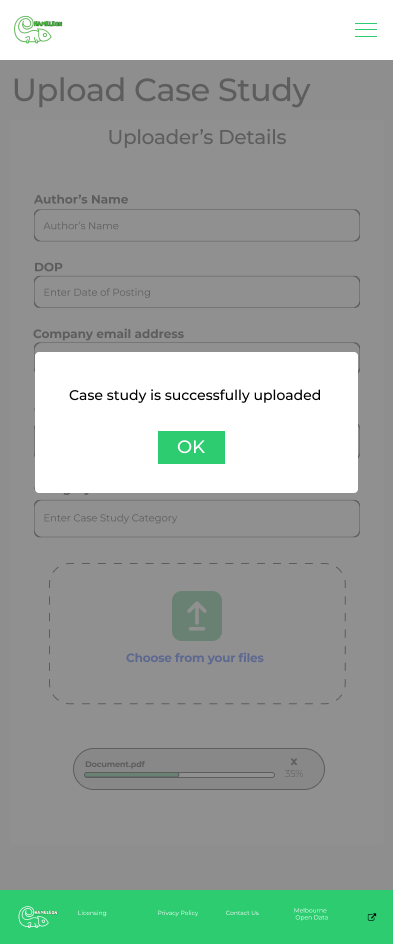 HAMELEON
Upload Case Study
Uploader's Details
Author's Name
Author's Name
DOP
Enter Date of Posting
Company email address
Case study is successfully uploaded
OK
Enter Case Study Category
Choose from your files
Document.pdf
X
35%
HAMELEON
Licensing
Privacy Policy
Contact Us
Melbourne
Open Data